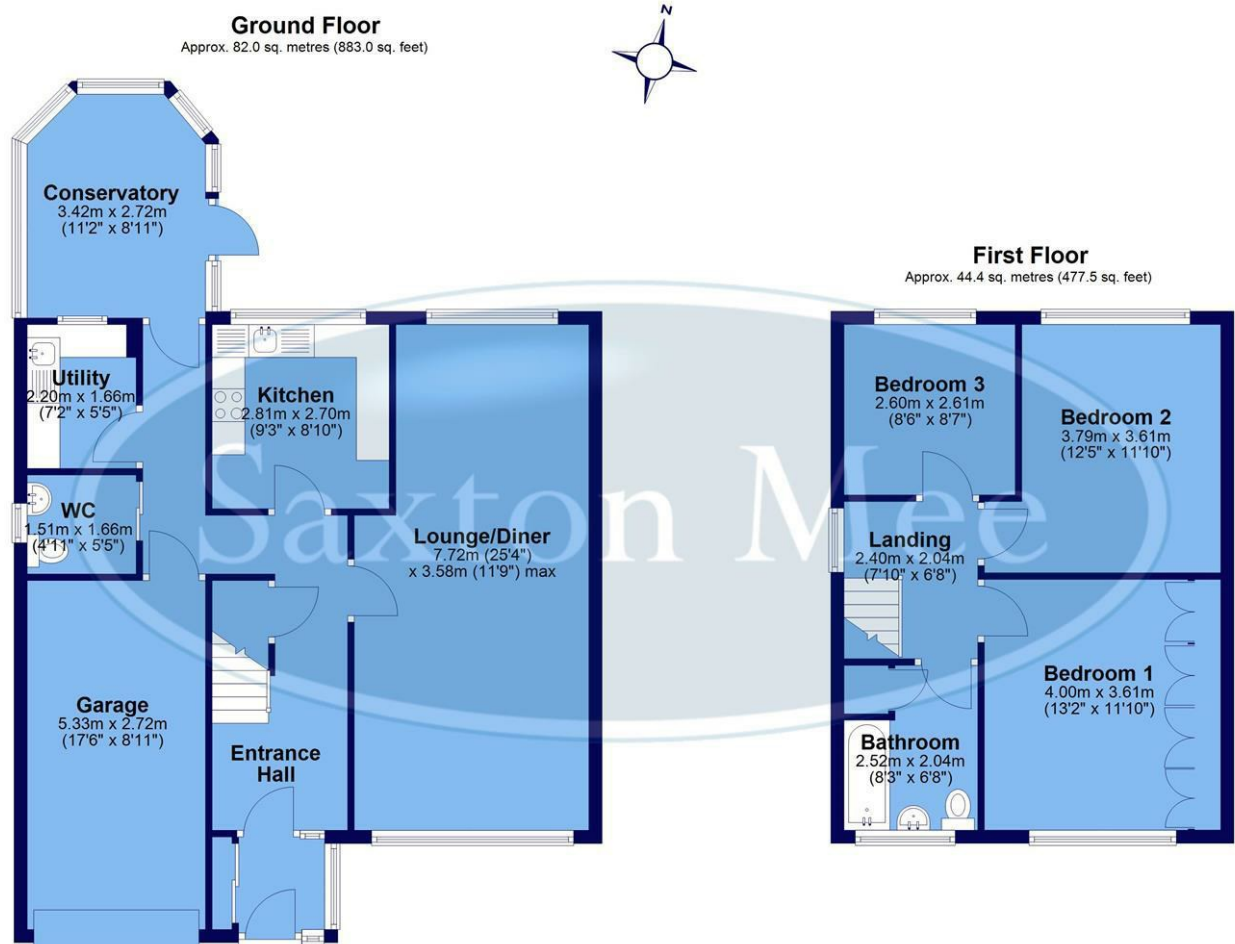 Ground Floor
Approx. 82.0 sq. metres (883.0 sq. feet)
N
Conservatory
3.42m x 2.72m
(11'2" x 8'11")
Utility
2.20m x 1.66m
(7'2" x 5'5")
Kitchen
2.81m x 2.70m
(9'3" x 8'10")
WC
1.51m x 1.66m
(4'11" x 5'5")
Lounge/Diner
7.72m (25'4")
x 3.58m (11'9") max
Garage
5.33m x 2.72m
(17'6" x 8'11")
Entrance
Hall
First Floor
Approx. 44.4 sq. metres (477.5 sq. feet)
Bedroom 3
2.60m x 2.61m
(8'6" x 8'7")
Bedroom 2
3.79m x 3.61m
(12'5" x 11'10")
Landing
2.40m x 2.04m
(7'10" x 6'8")
Bedroom 1
4.00m x 3.61m
(13'2" x 11'10")
Bathroom
2.52m x 2.04m
(8'3" x 6'8")
Saxton Mee